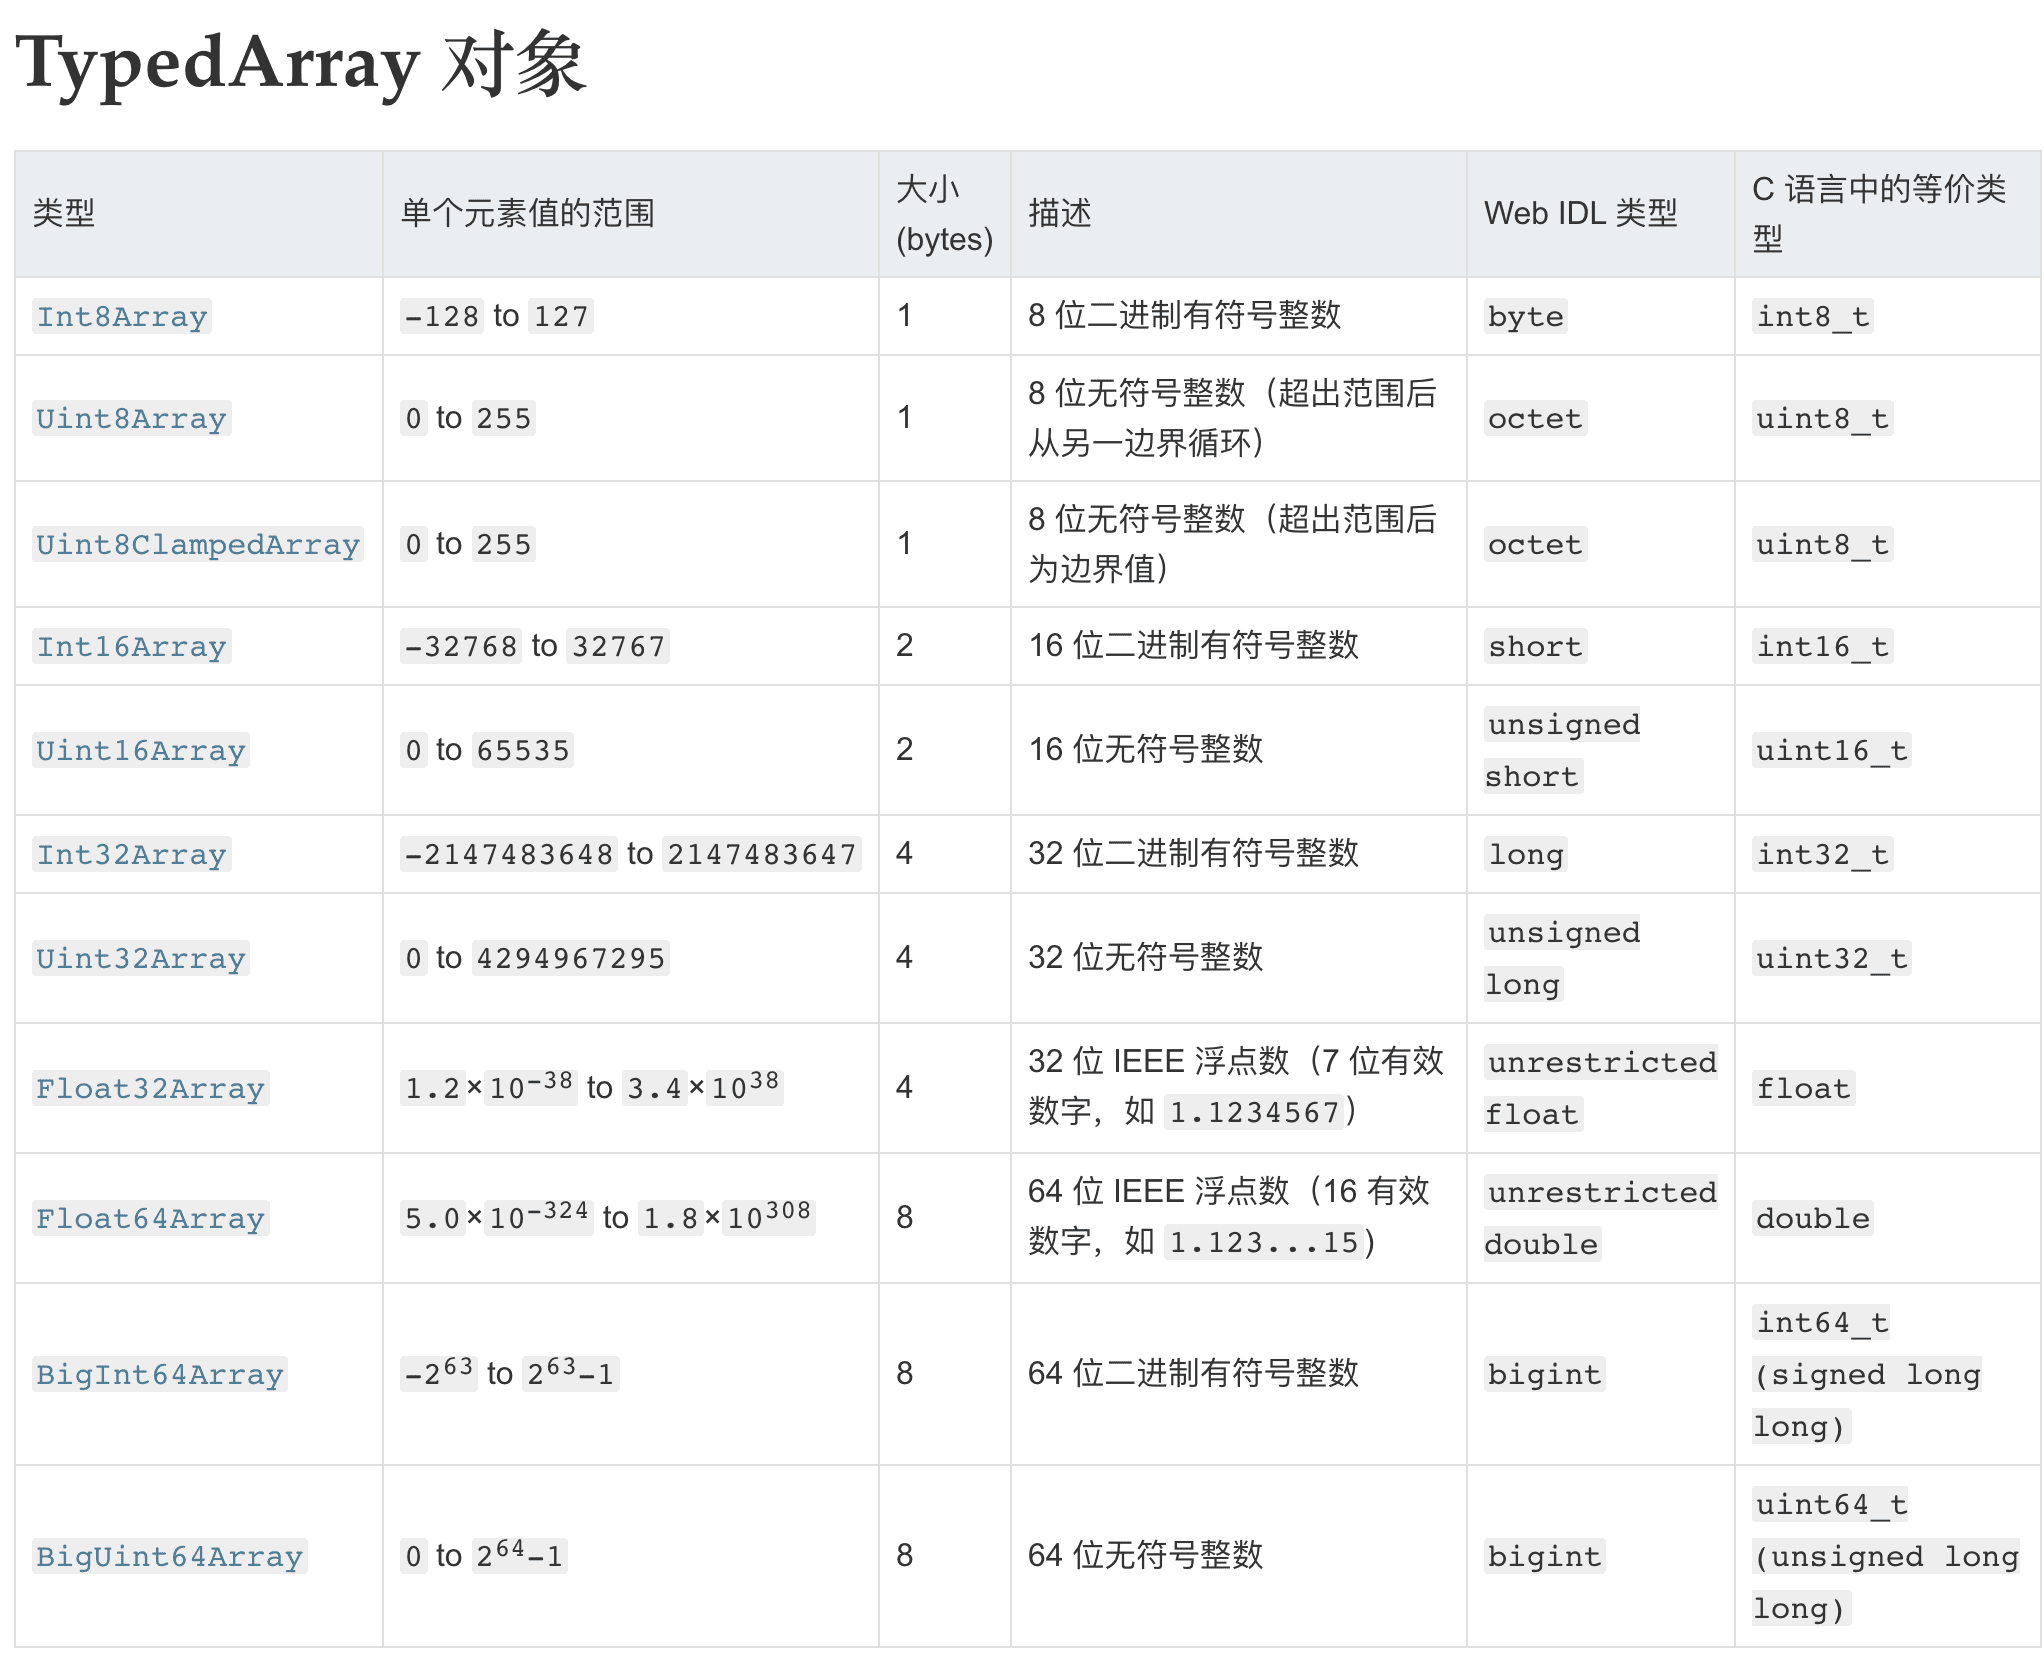 TypedArray 对象
类型 单个元素值的范围 大小 (bytes) 描述 Web IDL 类型 C 语言中的等价类型
Int8Array -128 to 127 1 8 位二进制有符号整数 byte int8_t
Uint8Array 0 to 255 1 8 位无符号整数（超出范围后从另一边界循环） octet uint8_t
Uint8ClampedArray 0 to 255 1 8 位无符号整数（超出范围后为边界值） octet uint8_t
Int16Array -32768 to 32767 2 16 位二进制有符号整数 short int16_t
Uint16Array 0 to 65535 2 16 位无符号整数 unsigned short uint16_t
Int32Array -2147483648 to 2147483647 4 32 位二进制有符号整数 long int32_t
Uint32Array 0 to 4294967295 4 32 位无符号整数 unsigned long uint32_t
Float32Array 1.2×10⁻³⁸ to 3.4×10³⁸ 4 32 位 IEEE 浮点数（7 位有效数字，如 1.1234567） unrestricted float float
Float64Array 5.0×10⁻³²⁴ to 1.8×10³⁰⁸ 8 64 位 IEEE 浮点数（16 有效数字，如 1.123...15) unrestricted double double
BigInt64Array -2⁶³ to 2⁶³-1 8 64 位二进制有符号整数 bigint int64_t (signed long long)
BigUint64Array 0 to 2⁶⁴-1 8 64 位无符号整数 bigint uint64_t (unsigned long long)